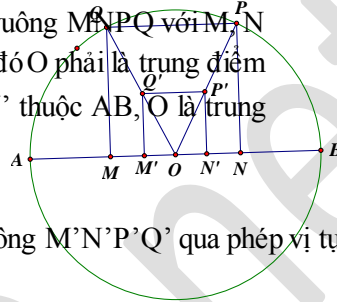 uông MNPQ với M, N
đó O phải là trung điểm
' thuộc AB, O là trung
Q
P
Q'
P'
A
M
M'
O
N'
N
B
ông M'N'P'Q' qua phép vị tự